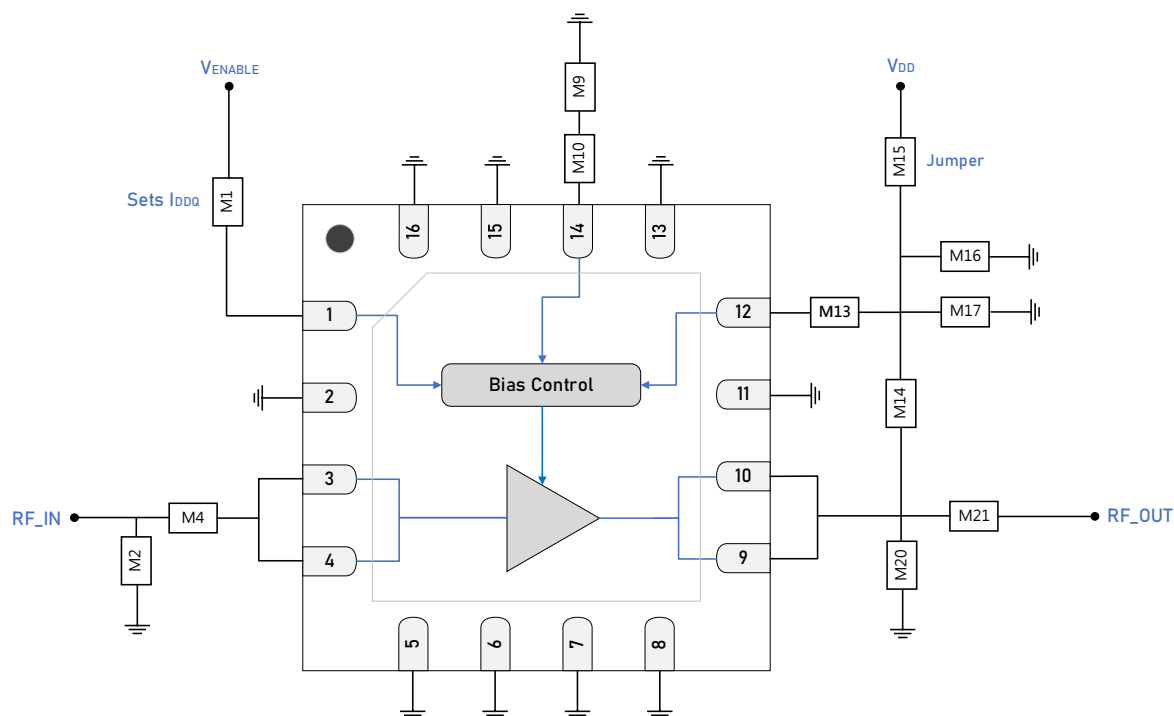 M9
VENABLE
VDD
M10
M15
Jumper
Sets IDDQ
M1
16
15
14
13
M16
1
12
M13
M17
Bias Control
2
11
M14
3
10
RF_IN
M4
M21
RF_OUT
M2
4
9
M20
5
6
7
8